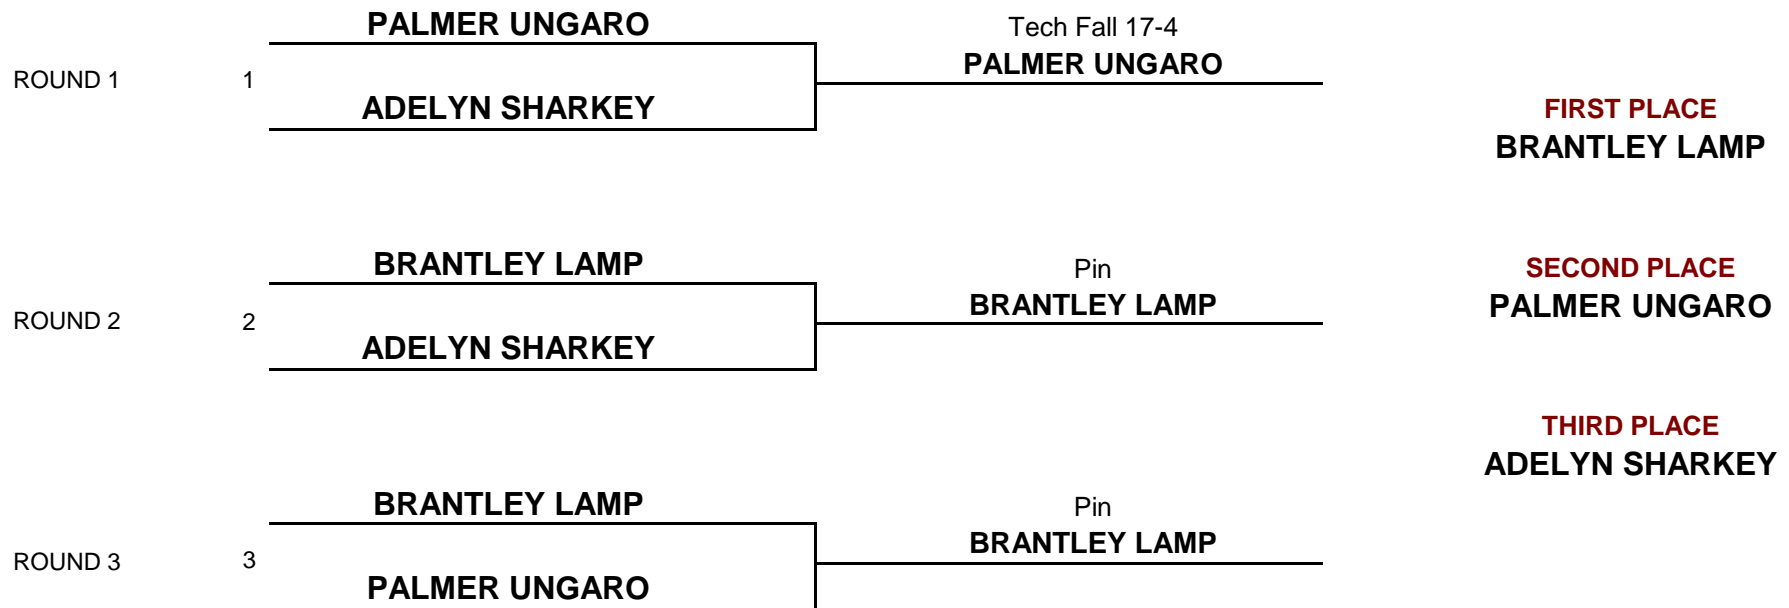 PALMER UNGARO
Tech Fall 17-4
PALMER UNGARO
ROUND 1
1
ADELYN SHARKEY
FIRST PLACE
BRANTLEY LAMP
BRANTLEY LAMP
Pin
SECOND PLACE
BRANTLEY LAMP
PALMER UNGARO
ROUND 2
2
ADELYN SHARKEY
THIRD PLACE
ADELYN SHARKEY
BRANTLEY LAMP
Pin
BRANTLEY LAMP
ROUND 3
3
PALMER UNGARO